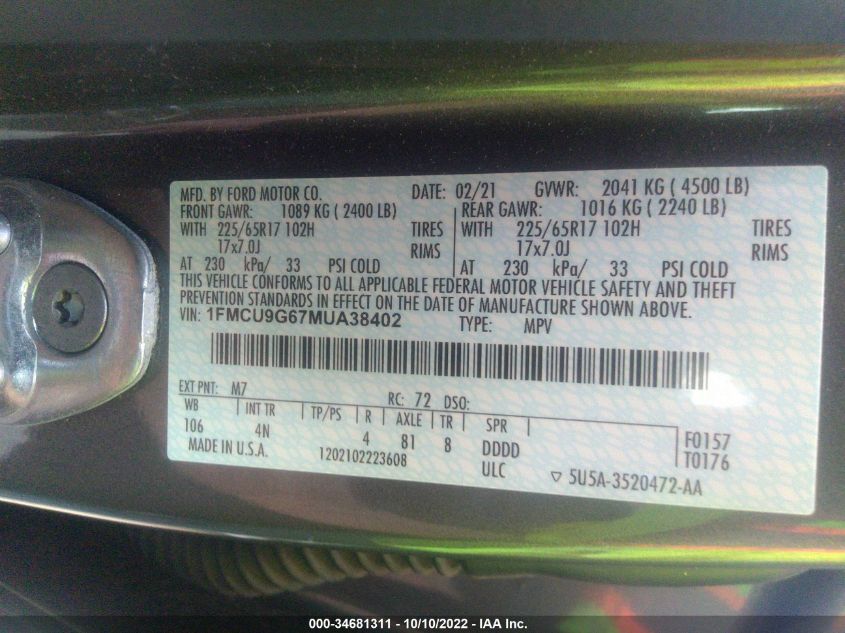 MFD. BY FORD MOTOR CO. DATE: 02/21 GVWR: 2041 KG ( 4500 LB)
FRONT GAWR: 1089 KG ( 2400 LB) REAR GAWR: 1016 KG ( 2240 LB)
WITH 225/65R17 102H TIRES WITH 225/65R17 102H TIRES
17x7.0J RIMS 17x7.0J RIMS
AT 230 kPa/ 33 PSI COLD AT 230 kPa/ 33 PSI COLD
THIS VEHICLE CONFORMS TO ALL APPLICABLE FEDERAL MOTOR VEHICLE SAFETY AND THEFT
PREVENTION STANDARDS IN EFFECT ON THE DATE OF MANUFACTURE SHOWN ABOVE.
VIN: 1FMCU9G67MUA38402 TYPE: MPV
EXT PNT: M7 RC: 72 DSO:
WB INT TR TP/PS R AXLE TR SPR
106 4N 4 81 8 DDDD F0157
MADE IN U.S.A. 1202102223608 ULC T0176
▽ 5U5A-3520472-AA
000-34681311 - 10/10/2022 - IAA Inc.